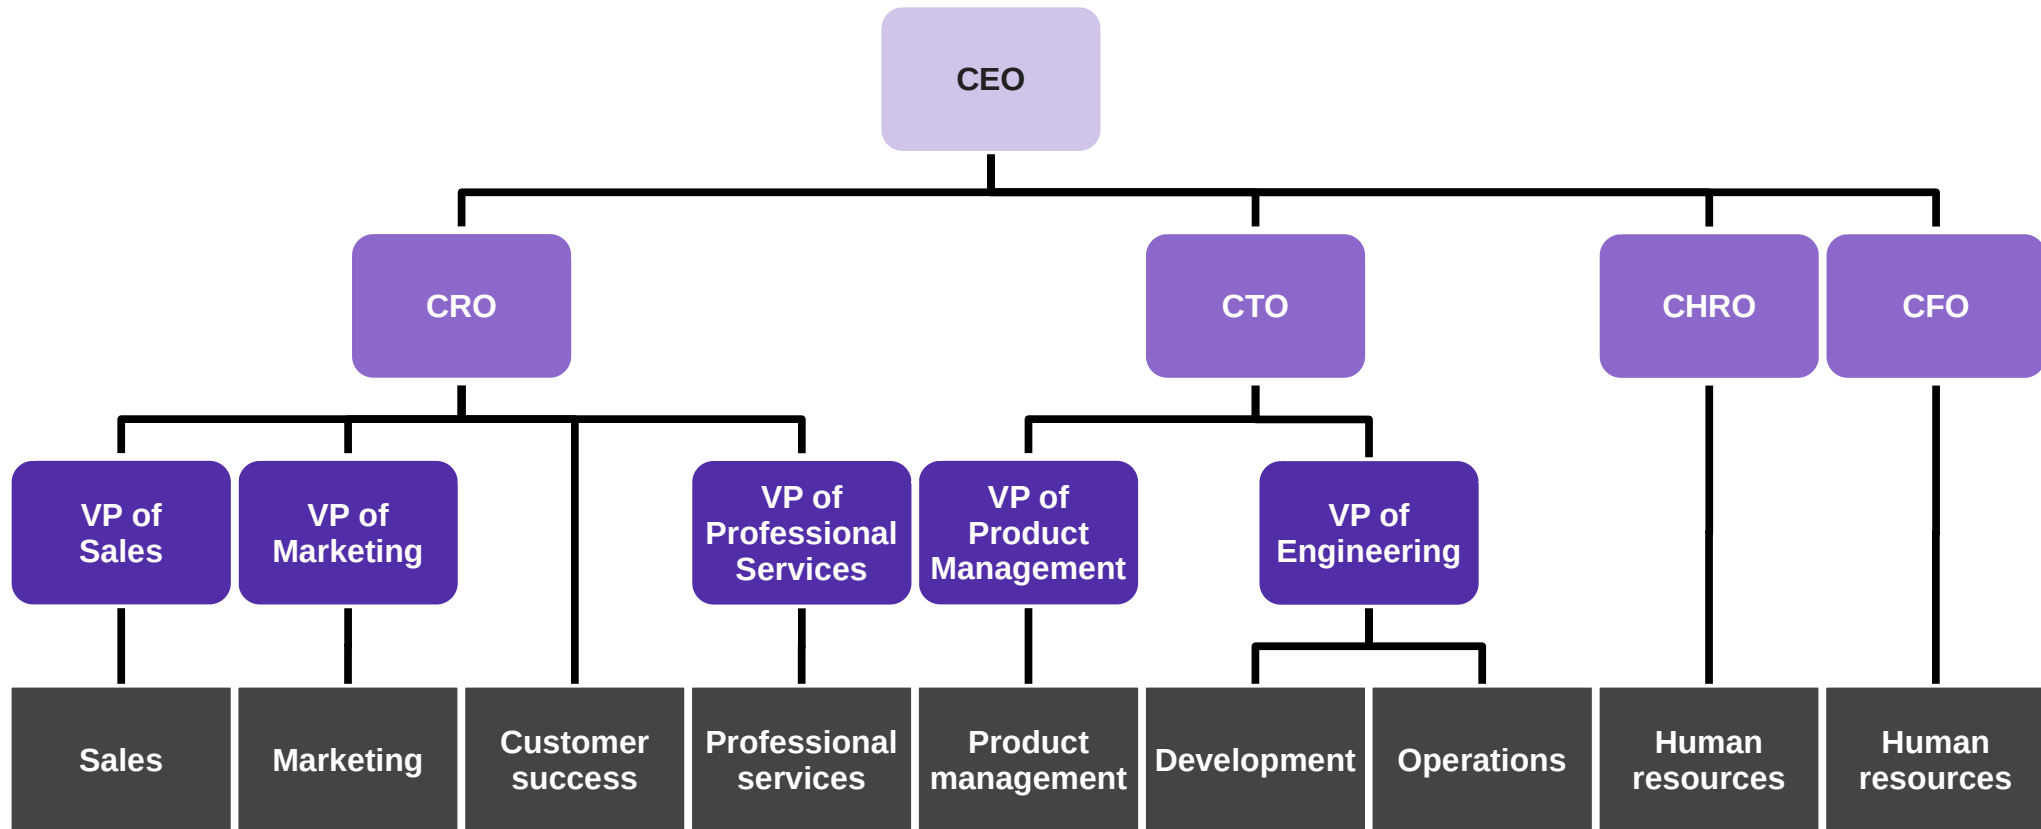 CEO
CRO
CTO
CHRO
CFO
VP of
Sales
VP of
Marketing
VP of
Professional
Services
VP of
Product
Management
VP of
Engineering
Sales
Marketing
Customer
success
Professional
services
Product
management
Development
Operations
Human
resources
Human
resources